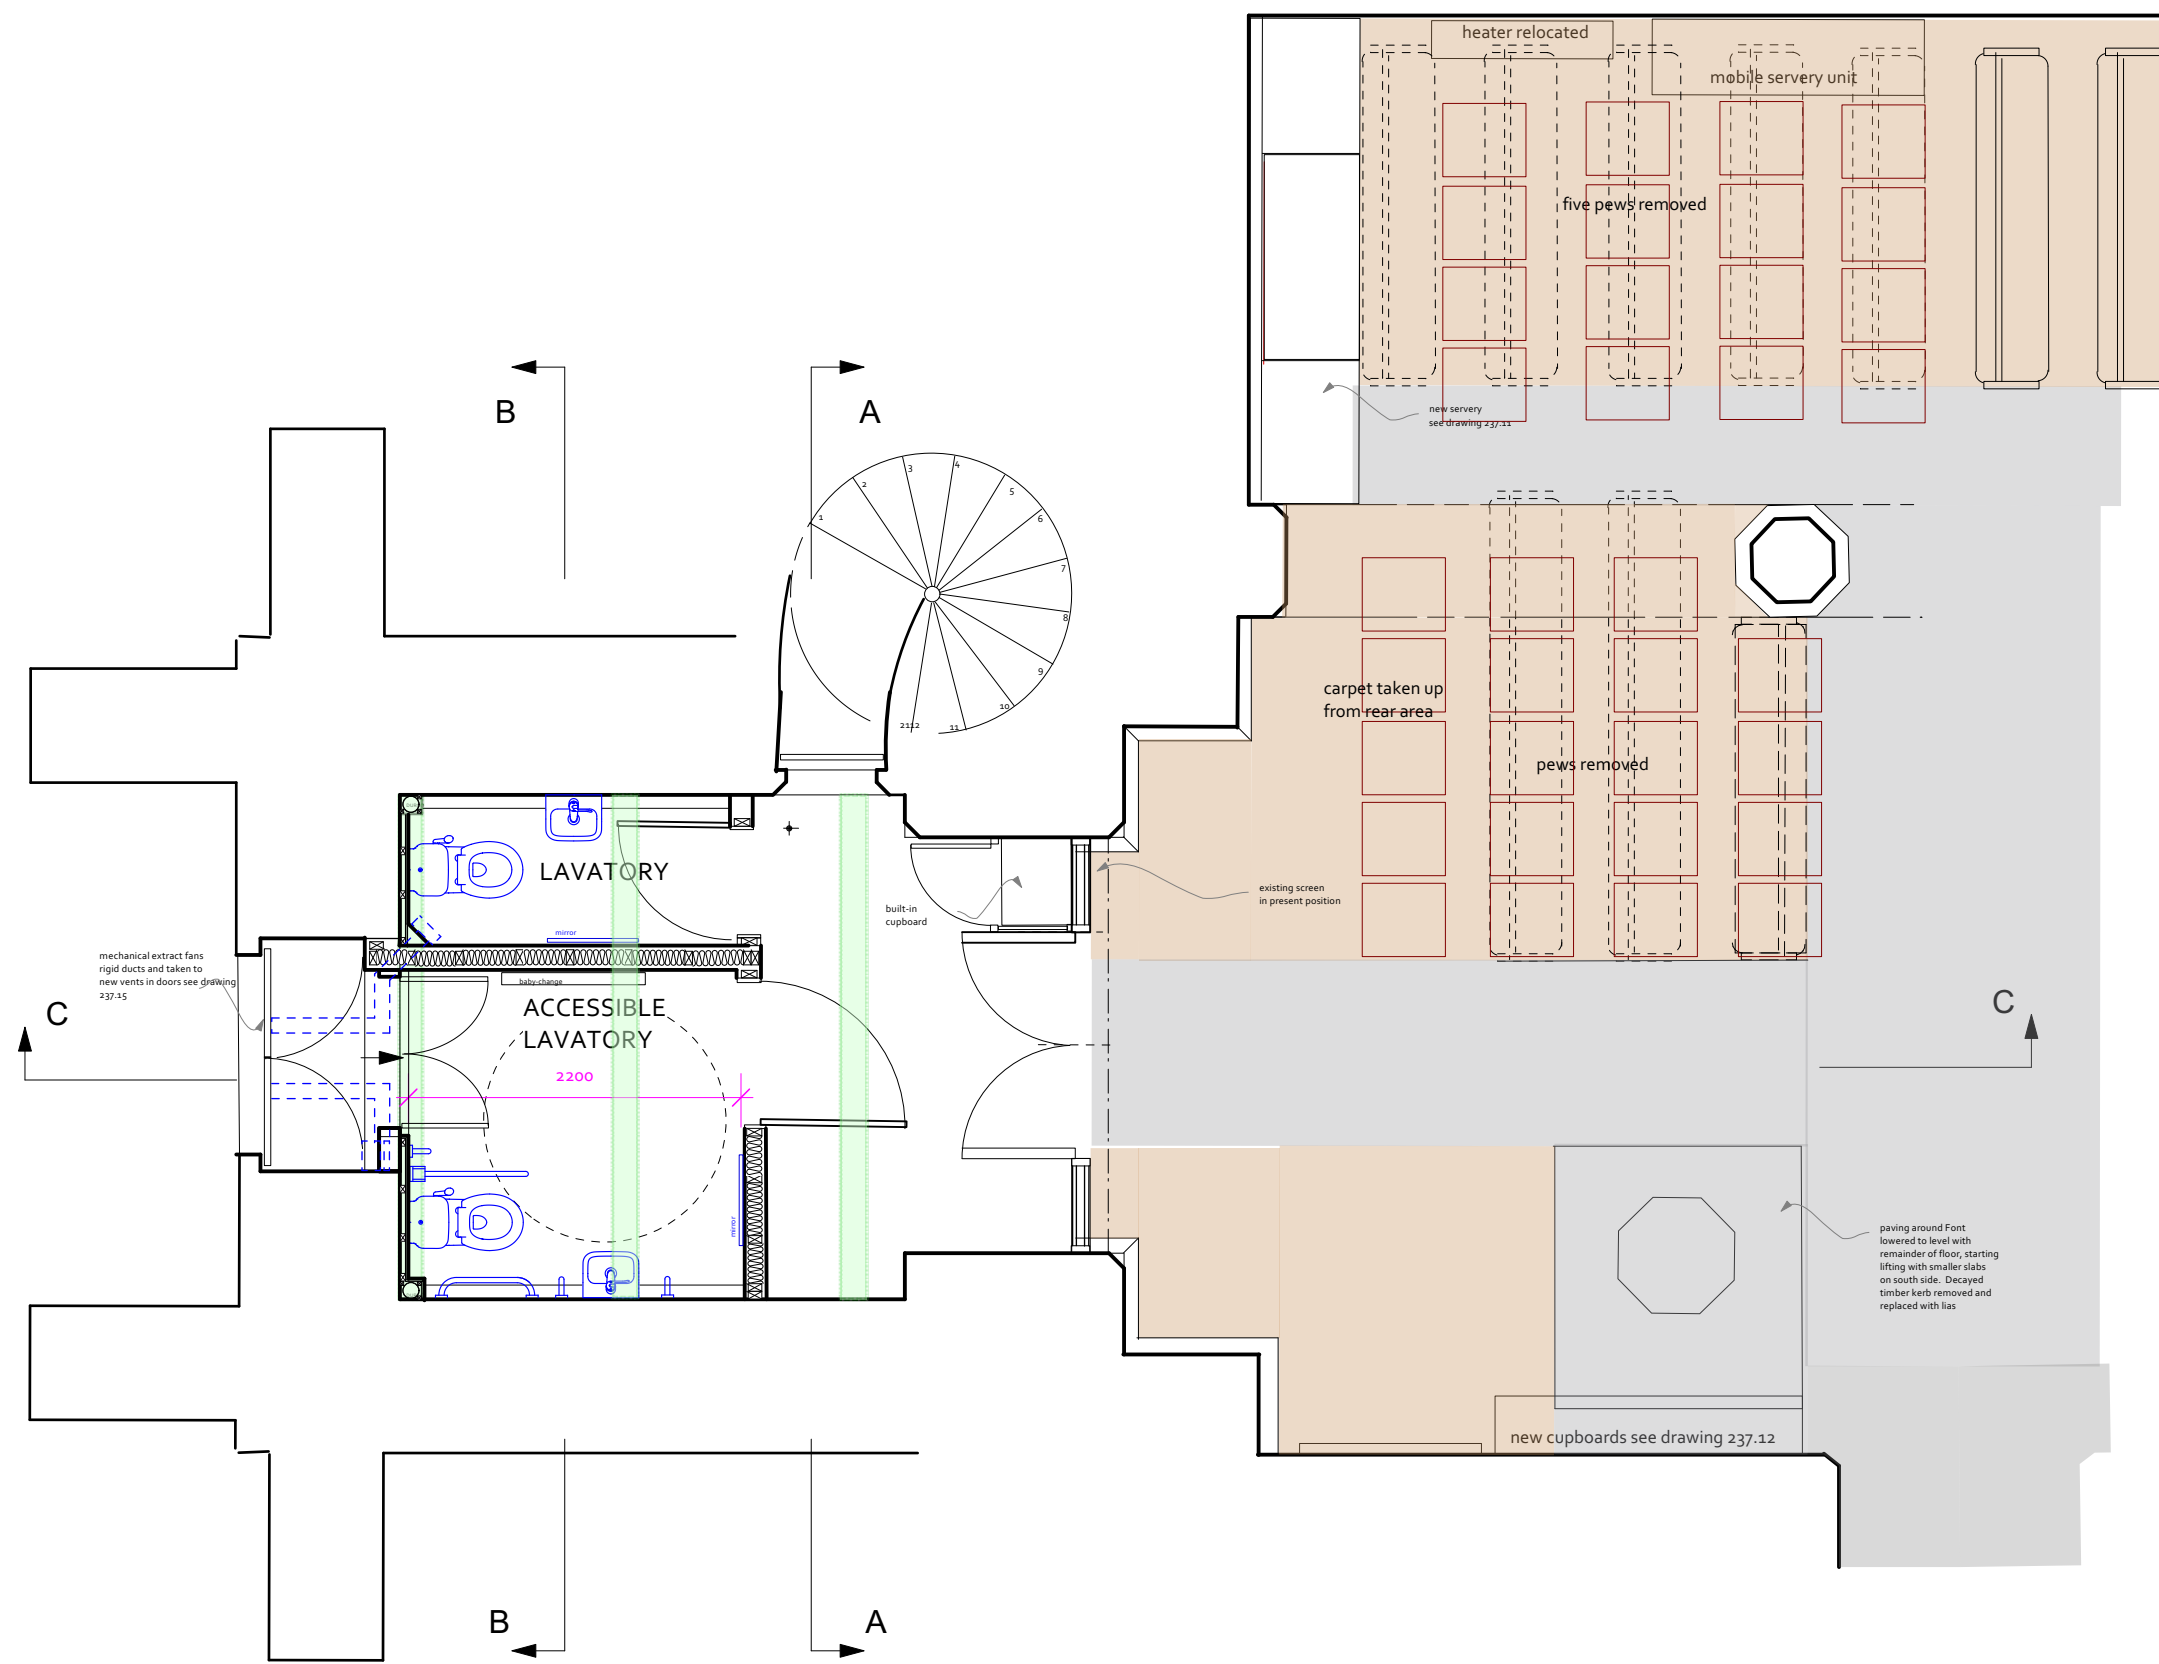 heater relocated
mobile servery unit
five pews removed
new servery
see drawing 237.11
B
A
1
2
3
4
5
6
7
8
9
10
11
2112
carpet taken up
from rear area
pews removed
LAVATORY
mirror
built-in
cupboard
existing screen
in present position
mechanical extract fans
rigid ducts and taken to
new vents in doors see drawing
237.15
baby-change
ACCESSIBLE
LAVATORY
2200
C
C
mirror
paving around Font
lowered to level with
remainder of floor, starting
lifting with smaller slabs
on south side. Decayed
timber kerb removed and
replaced with lias
new cupboards see drawing 237.12
B
A